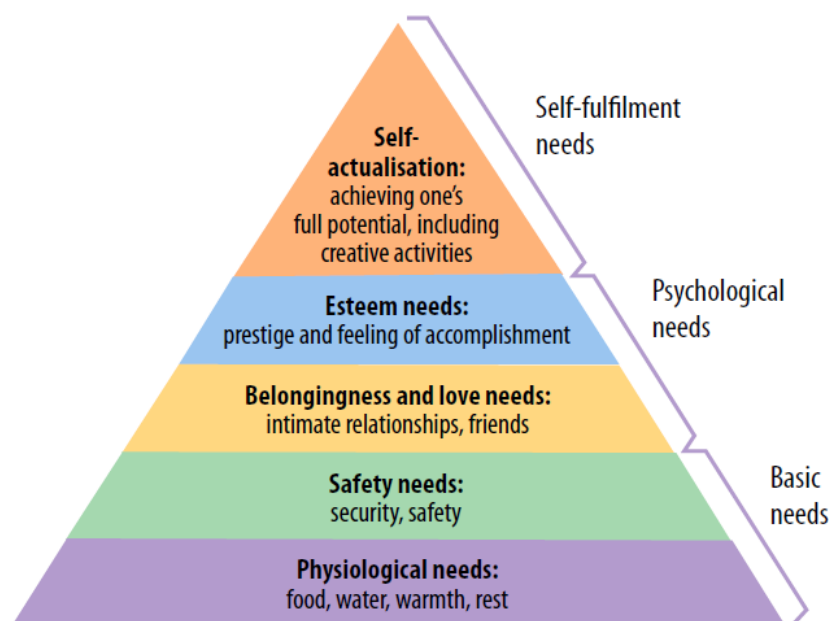 Self-
actualisation:
achieving one's
full potential, including
creative activities
Esteem needs:
prestige and feeling of accomplishment
Belongingness and love needs:
intimate relationships, friends
Safety needs:
security, safety
Physiological needs:
food, water, warmth, rest
Self-fulfilment
needs
Psychological
needs
Basic
needs